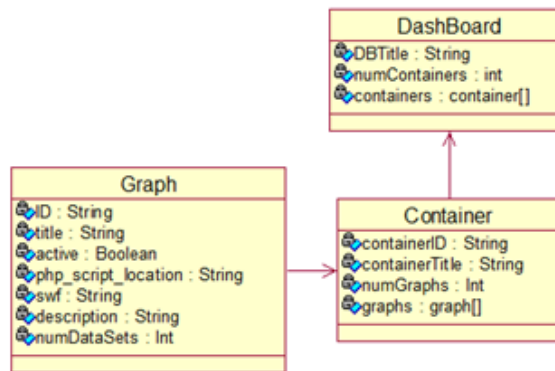 DashBoard
DBTitle : String
numContainers : int
containers : container[]
Graph
ID : String
title : String
active : Boolean
php_script_location : String
swf : String
description : String
numDataSets : Int
Container
containerID : String
containerTitle : String
numGraphs : Int
graphs : graph[]